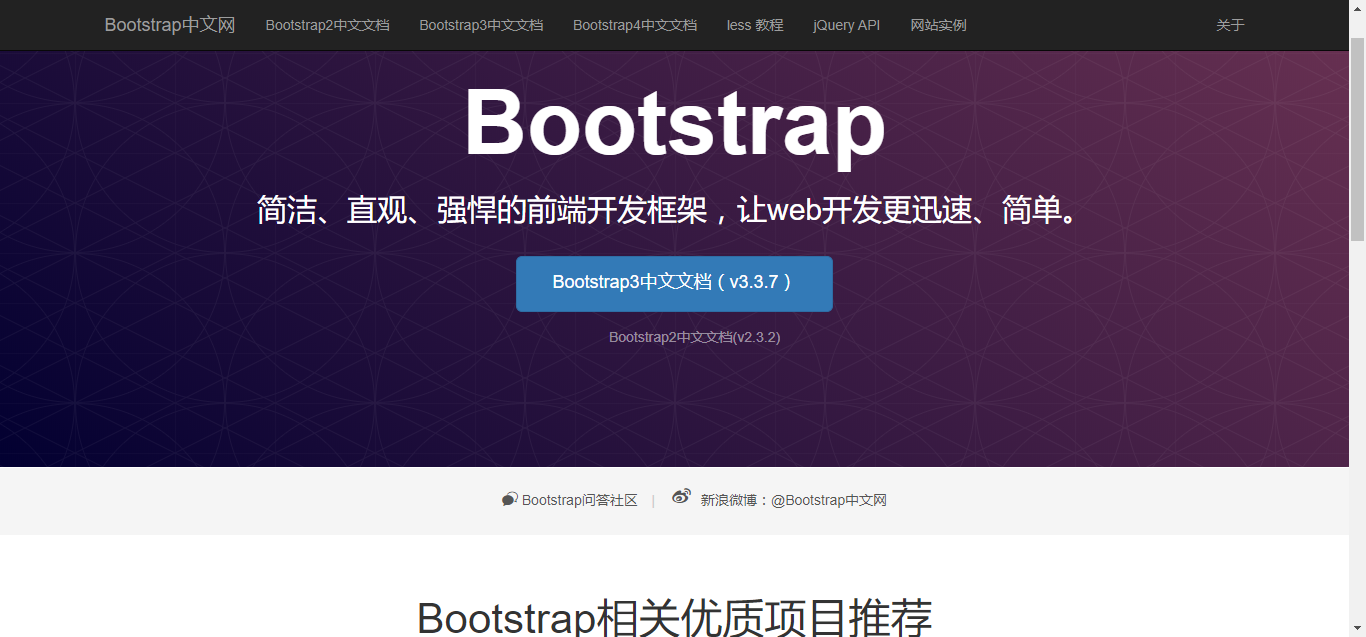 Bootstrap中文网 Bootstrap2中文文档 Bootstrap3中文文档 Bootstrap4中文文档 less 教程 jQuery API 网站实例 关于
Bootstrap
简洁、直观、强悍的前端开发框架，让web开发更迅速、简单。
Bootstrap3中文文档（v3.3.7）
Bootstrap2中文文档(v2.3.2)
Bootstrap问答社区 | 新浪微博：@Bootstrap中文网
Bootstrap相关优质项目推荐